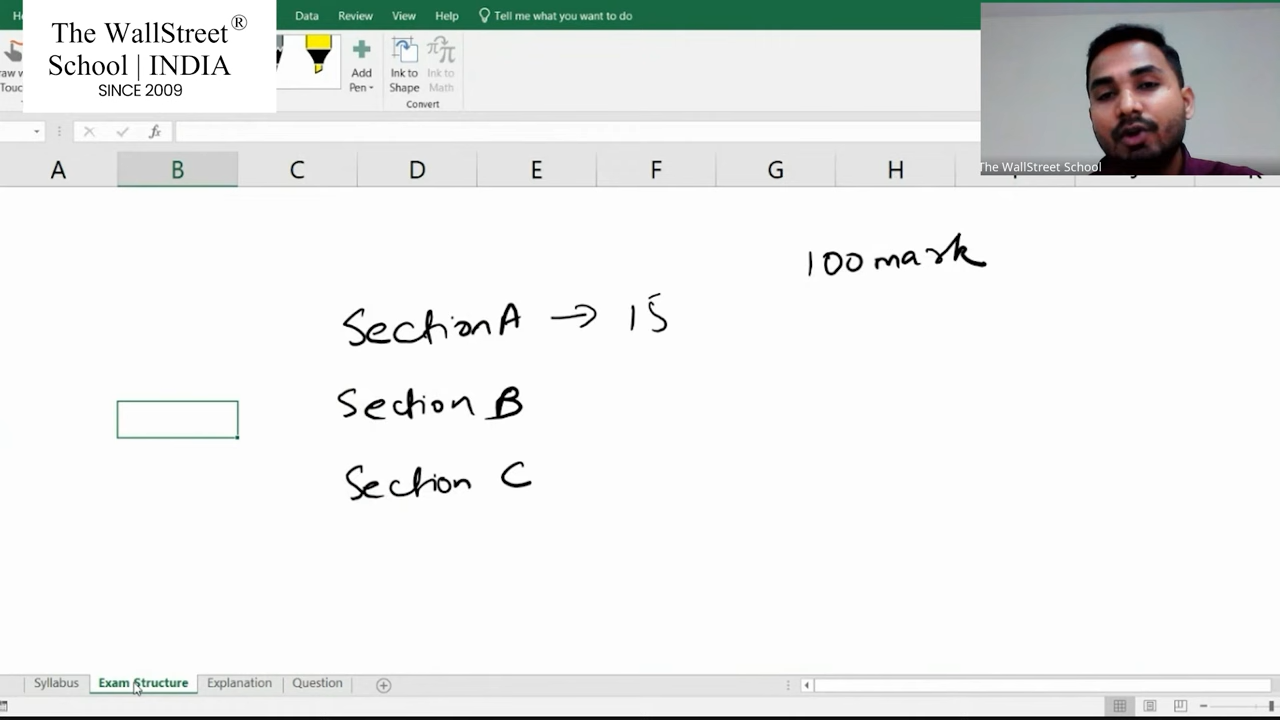 Data Review View Help Tell me what you want to do
The WallStreet®
School | INDIA
SINCE 2009
Add
Pen
Ink to
Shape
Ink to
Math
Convert
fx
A B C D E F G H
The WallStreet School
100 mark
Section A → 15
Section B
Section C
Syllabus Exam Structure Explanation Question